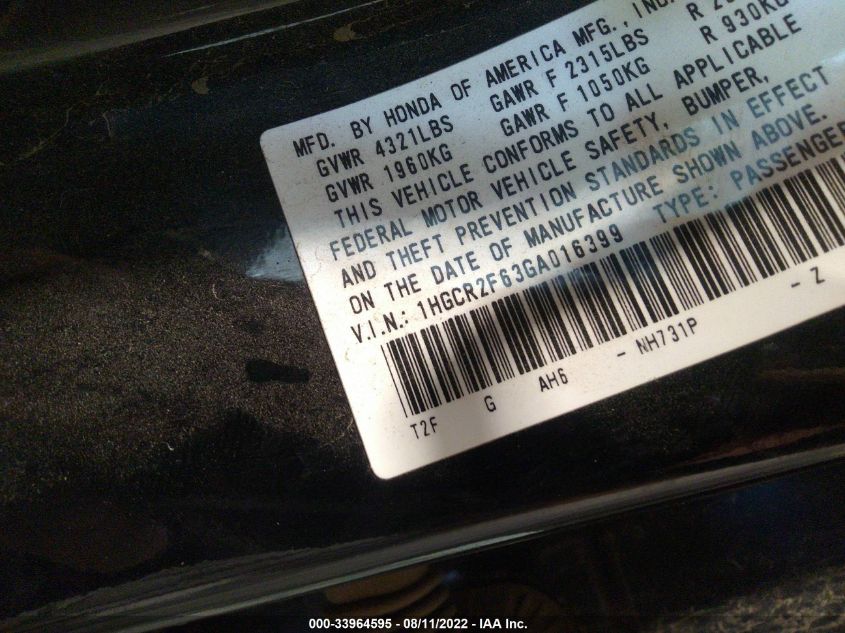 MFD. BY HONDA OF AMERICA MFG., INC.
GVWR 4321LBS GAWR F 2315LBS R
GVWR 1960KG GAWR F 1050KG R 930KG
THIS VEHICLE CONFORMS TO ALL APPLICABLE
FEDERAL MOTOR VEHICLE SAFETY, BUMPER,
AND THEFT PREVENTION STANDARDS IN EFFECT
ON THE DATE OF MANUFACTURE SHOWN ABOVE.
V.I.N.: 1HGCR2F63GA016399 TYPE: PASSENGER
T2F G AH6 - NH731P - Z
000-33964595 - 08/11/2022 - IAA Inc.